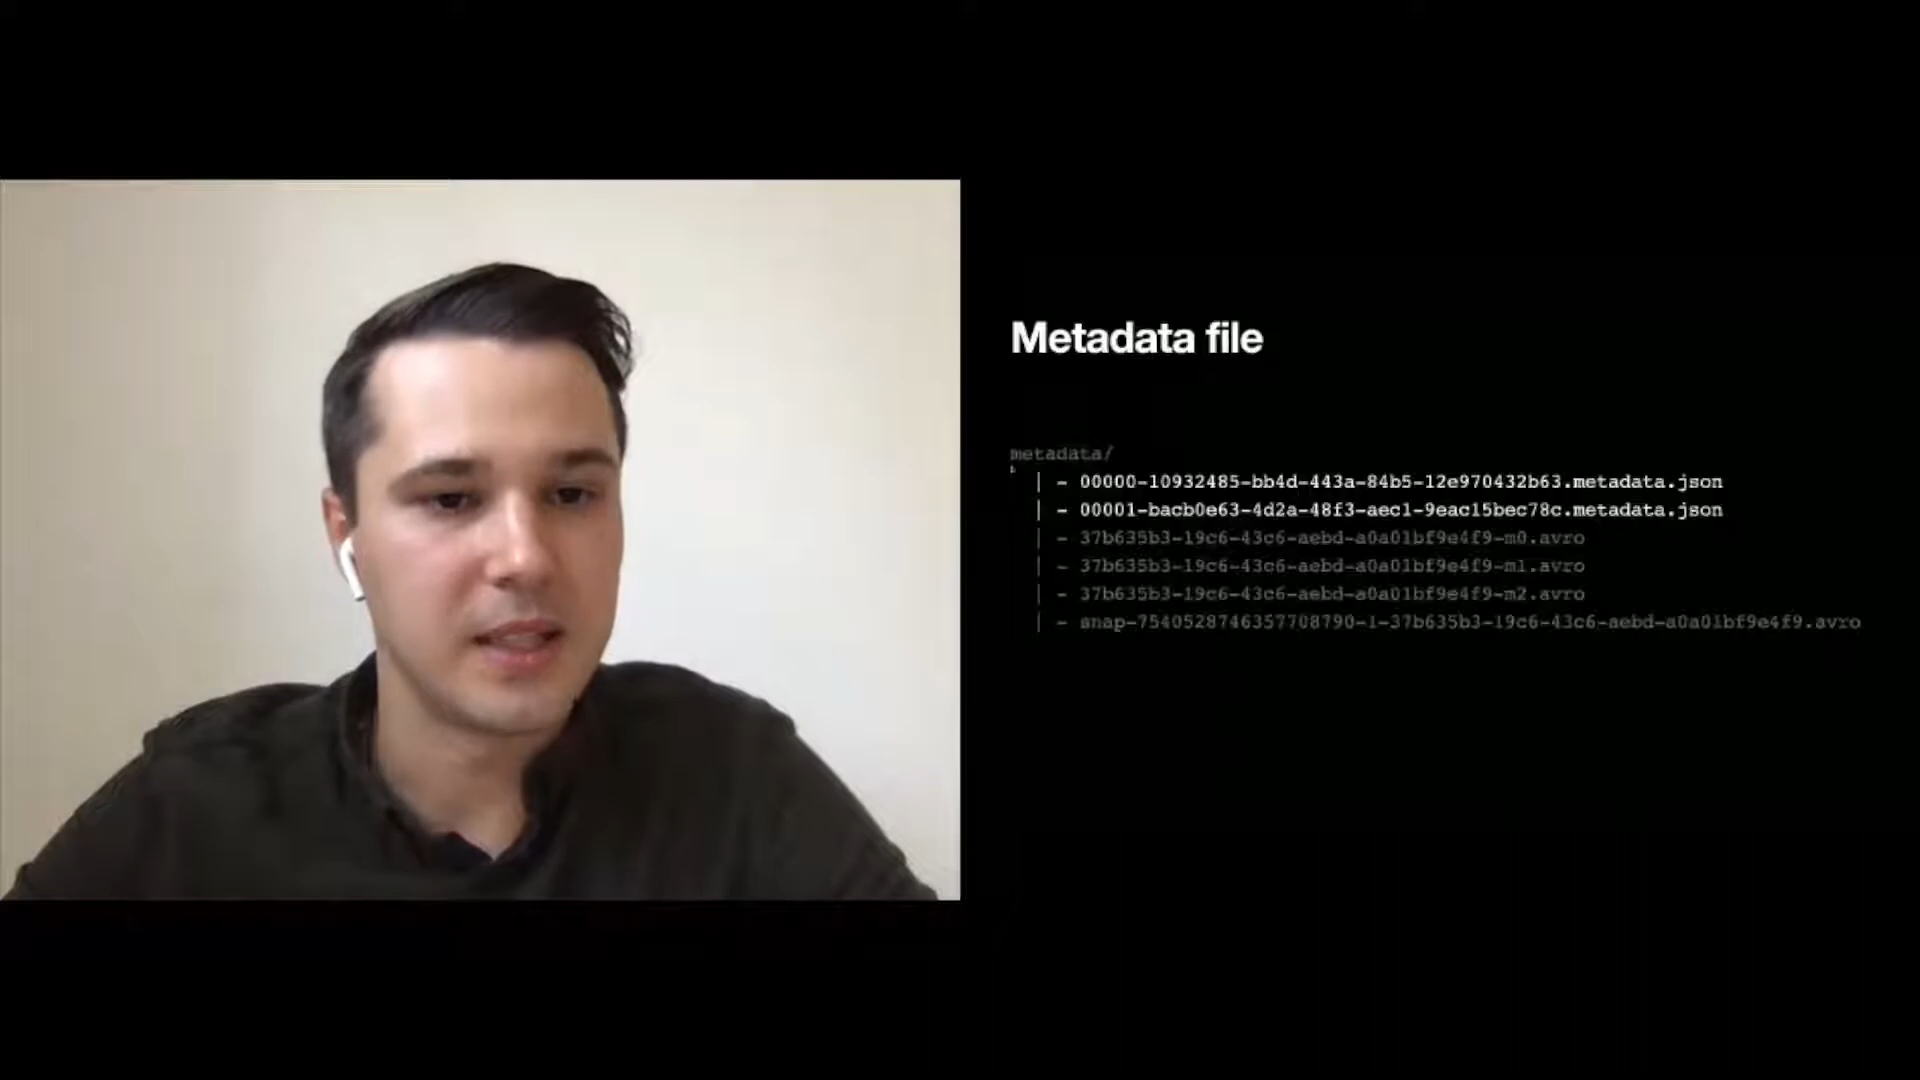 Metadata file
metadata/
| - 00000-10932485-bb4d-443a-84b5-12e970432b63.metadata.json
| - 00001-bacb0e63-4d2a-48f3-aec1-9eac15bec78c.metadata.json
| - 37b635b3-19c6-43c6-aebd-a0a01bf9e4f9-m0.avro
| - 37b635b3-19c6-43c6-aebd-a0a01bf9e4f9-m1.avro
| - 37b635b3-19c6-43c6-aebd-a0a01bf9e4f9-m2.avro
| - snap-7540528746357708790-1-37b635b3-19c6-43c6-aebd-a0a01bf9e4f9.avro